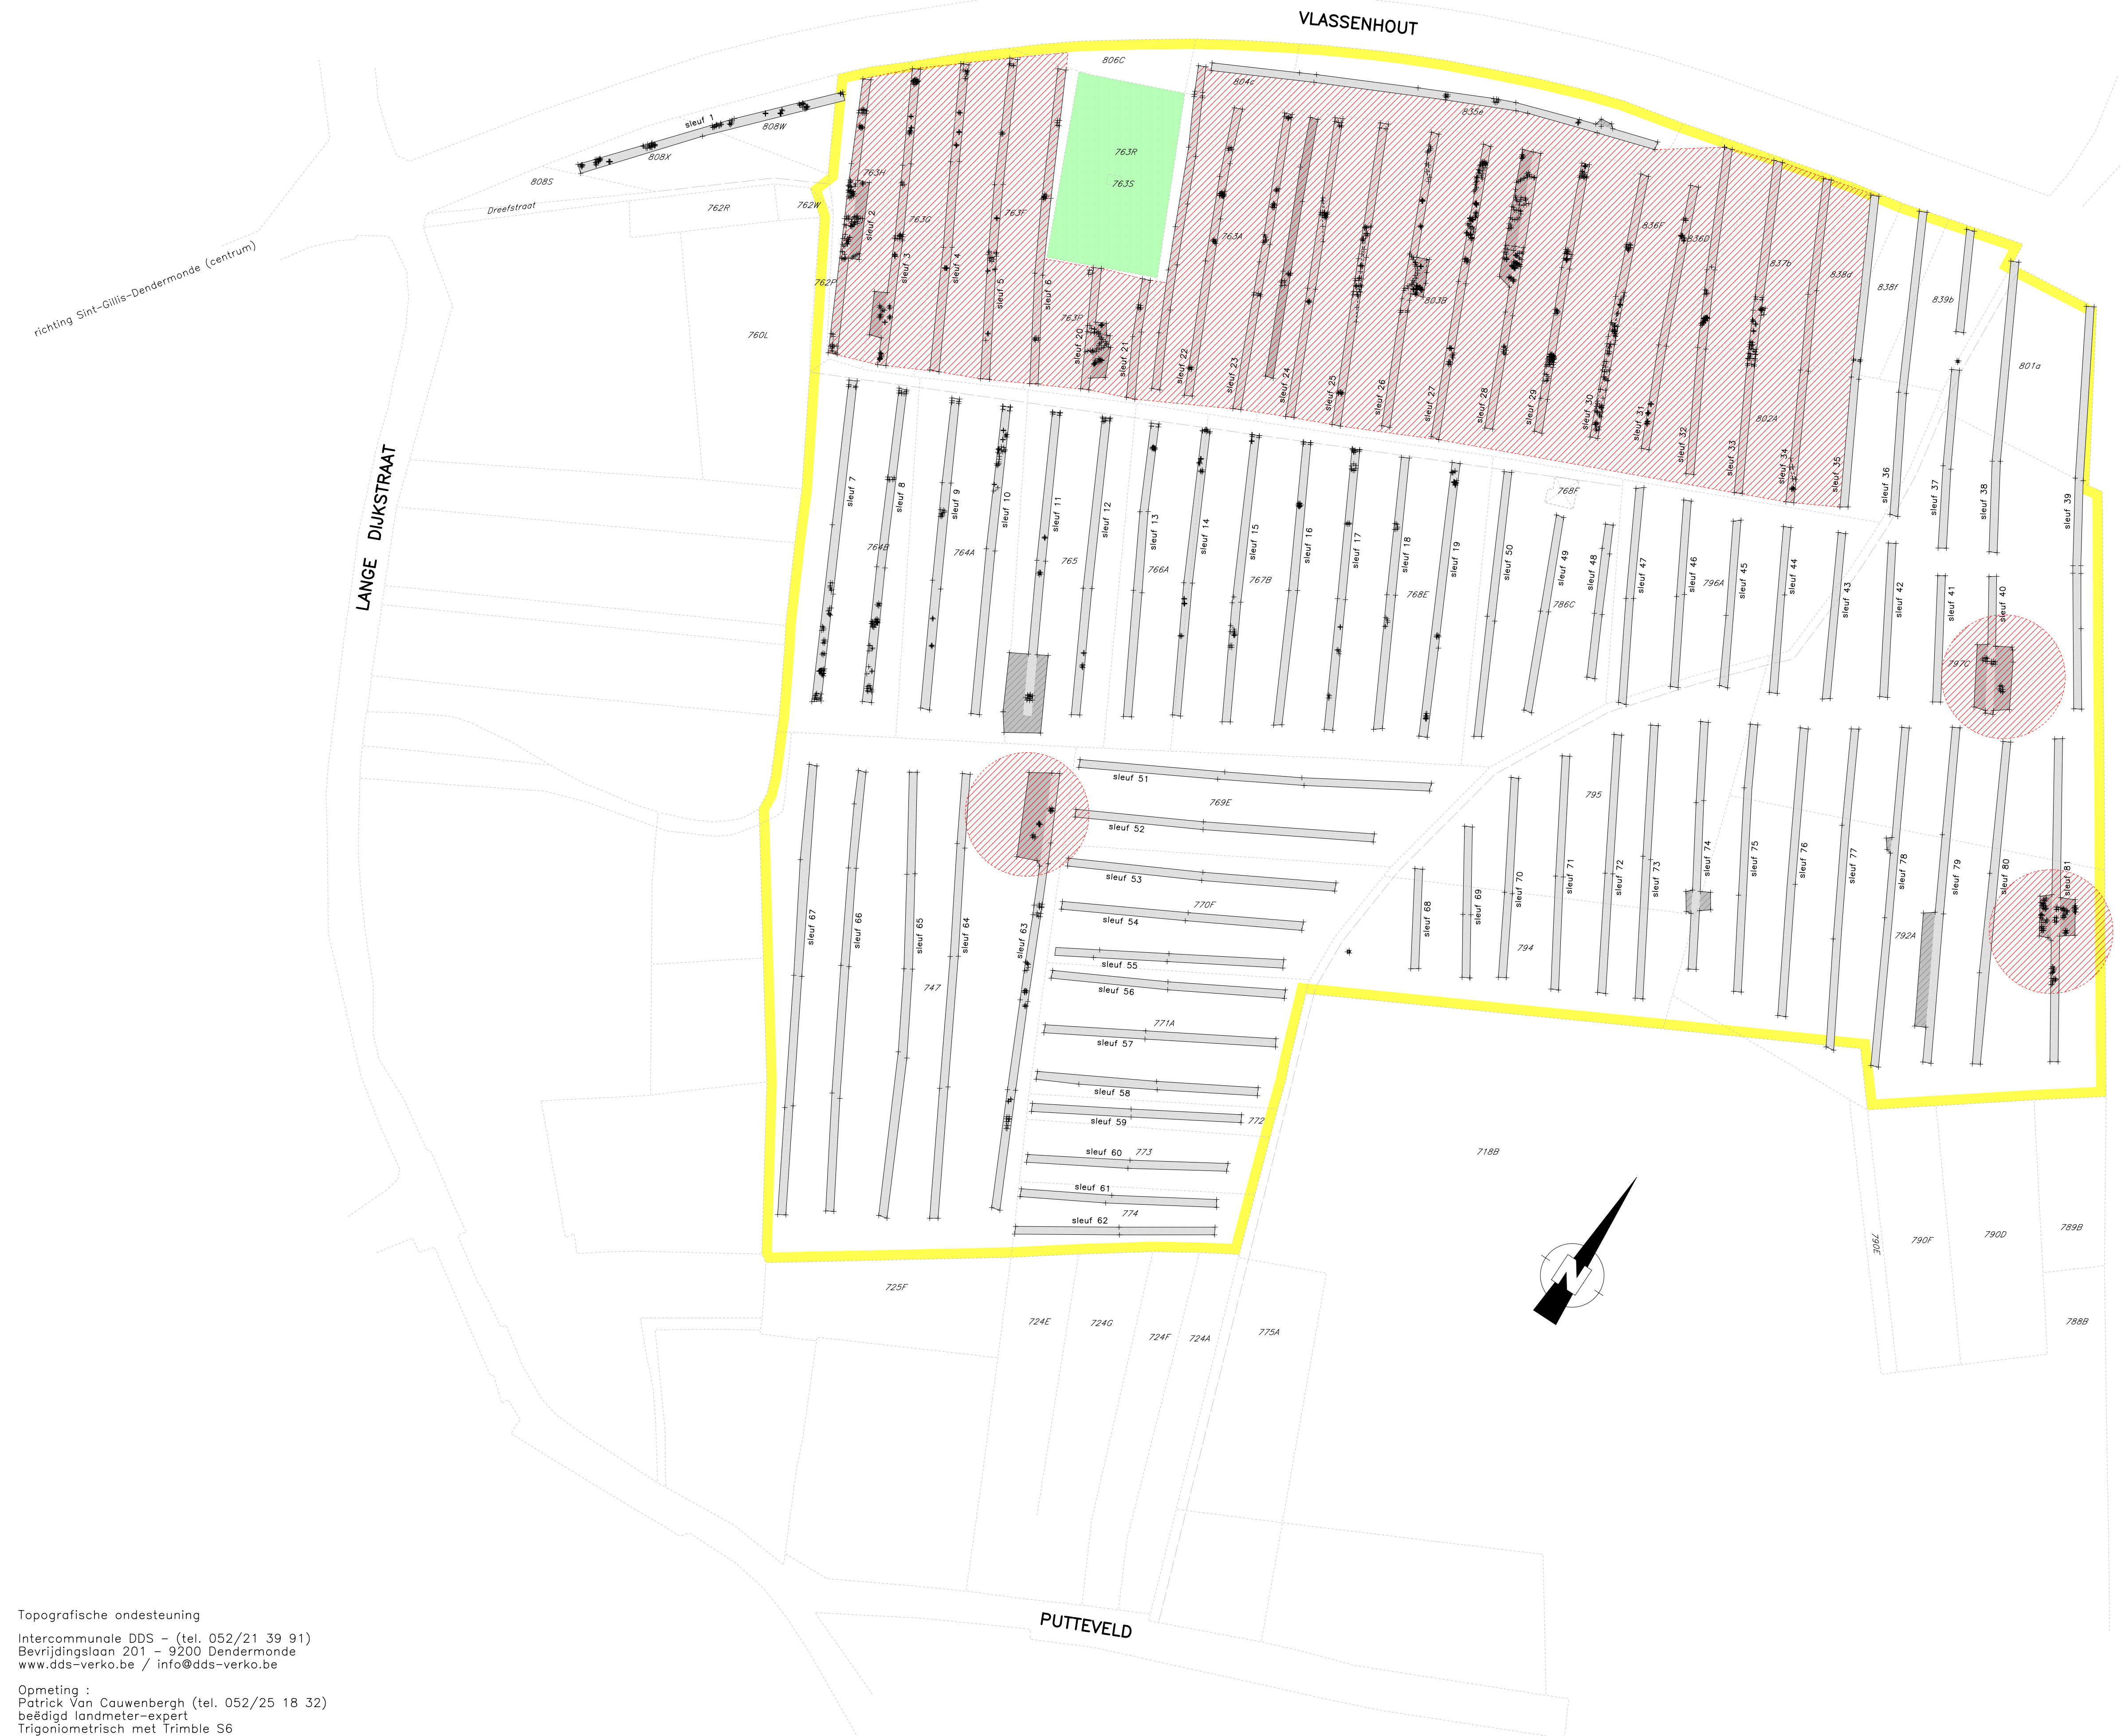 VLASSENHOUT
806C
804c
835e
sleuf 1
808W
808X
808S
Dreefstraat
762R
762W
763H
763G
763F
763R
763S
763A
836F
836D
837b
838d
838f
839b
801a
richting Sint-Gillis-Dendermonde (centrum)
762P
760L
763P
803B
802A
sleuf 2
sleuf 3
sleuf 4
sleuf 5
sleuf 6
sleuf 20
sleuf 21
sleuf 22
sleuf 23
sleuf 24
sleuf 25
sleuf 26
sleuf 27
sleuf 28
sleuf 29
sleuf 30
sleuf 31
sleuf 32
sleuf 33
sleuf 34
sleuf 35
sleuf 36
sleuf 37
sleuf 38
sleuf 39
LANGE DIJKSTRAAT
sleuf 7
sleuf 8
sleuf 9
sleuf 10
sleuf 11
sleuf 12
sleuf 13
sleuf 14
sleuf 15
sleuf 16
sleuf 17
sleuf 18
sleuf 19
sleuf 50
sleuf 49
sleuf 48
sleuf 47
sleuf 46
sleuf 45
sleuf 44
sleuf 43
sleuf 42
sleuf 41
sleuf 40
764B
764A
765
766A
767B
768E
768F
786C
796A
797C
sleuf 51
769E
sleuf 52
sleuf 53
770F
sleuf 54
sleuf 55
sleuf 56
771A
sleuf 57
sleuf 58
sleuf 59
772
sleuf 60
773
sleuf 61
774
sleuf 62
sleuf 67
sleuf 66
sleuf 65
sleuf 64
sleuf 63
747
795
794
792A
sleuf 68
sleuf 69
sleuf 70
sleuf 71
sleuf 72
sleuf 73
sleuf 74
sleuf 75
sleuf 76
sleuf 77
sleuf 78
sleuf 79
sleuf 80
sleuf 81
718B
N
790E
790F
790D
789B
788B
725F
724E
724G
724F
724A
775A
PUTTEVELD
Topografische ondesteuning
Intercommunale DDS - (tel. 052/21 39 91)
Bevrijdingslaan 201 - 9200 Dendermonde
www.dds-verko.be / info@dds-verko.be
Opmeting :
Patrick Van Cauwenbergh (tel. 052/25 18 32)
beëdigd landmeter-expert
Trigoniometrisch met Trimble S6